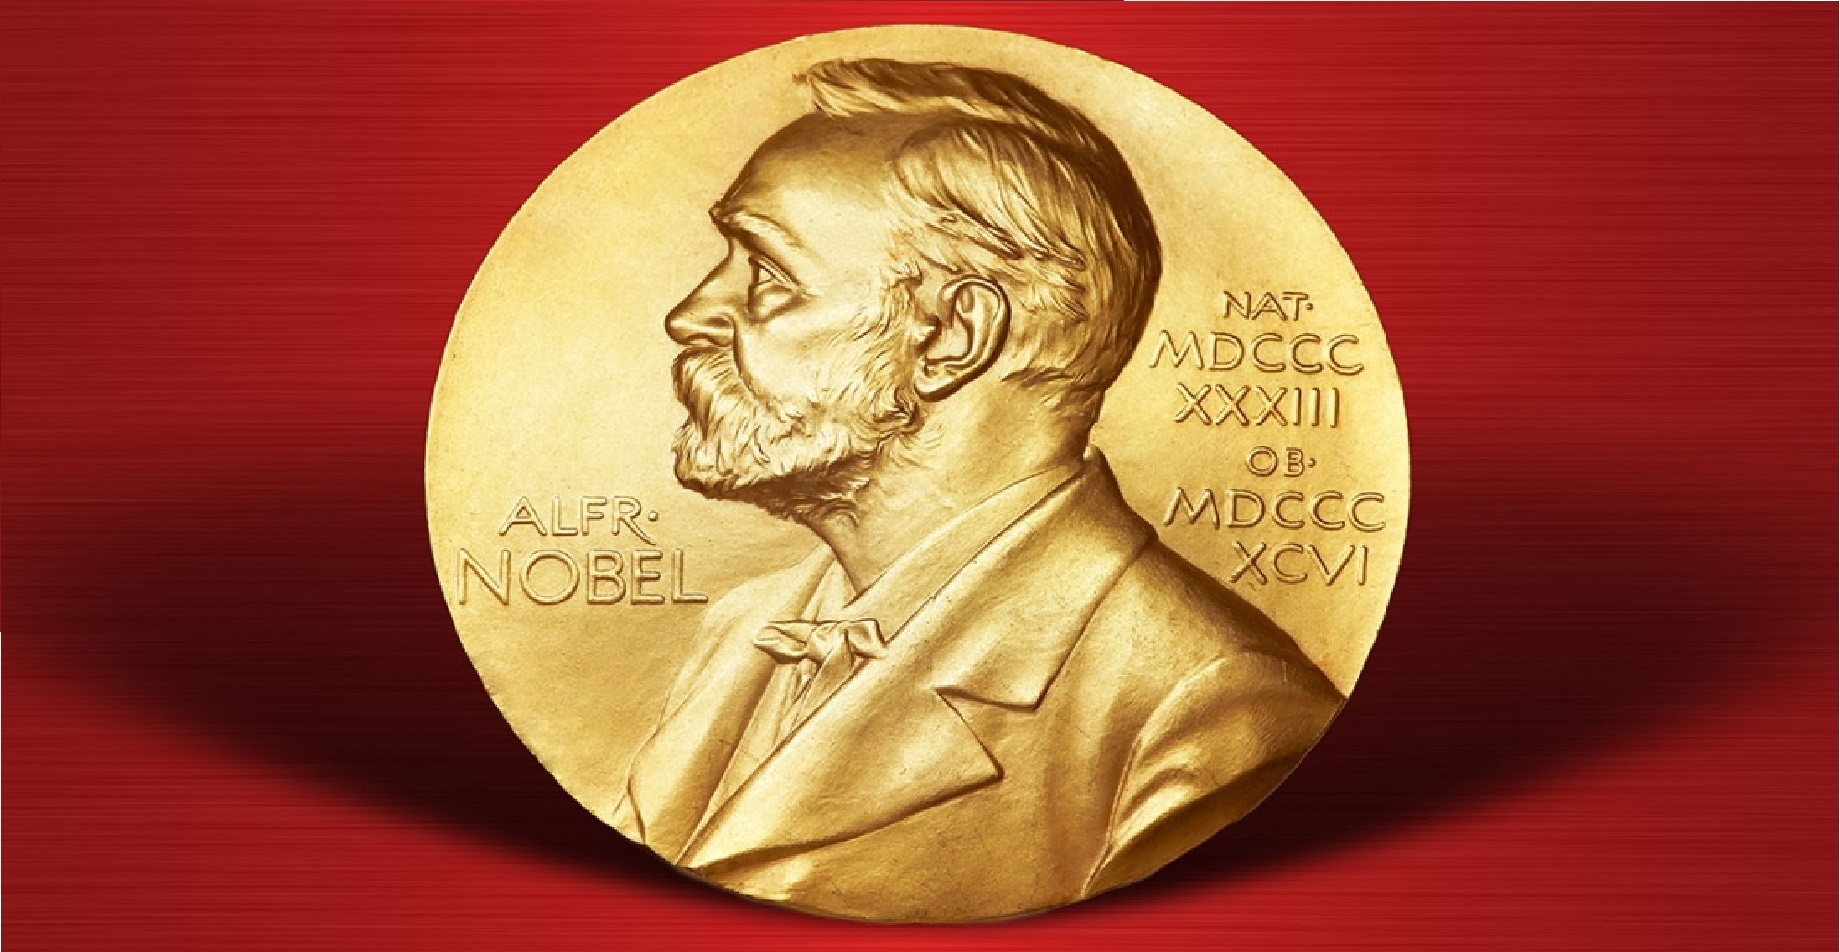 ALFR·
NOBEL
NAT·
MDCCC
XXXIII
OB·
MDCCC
XCVI